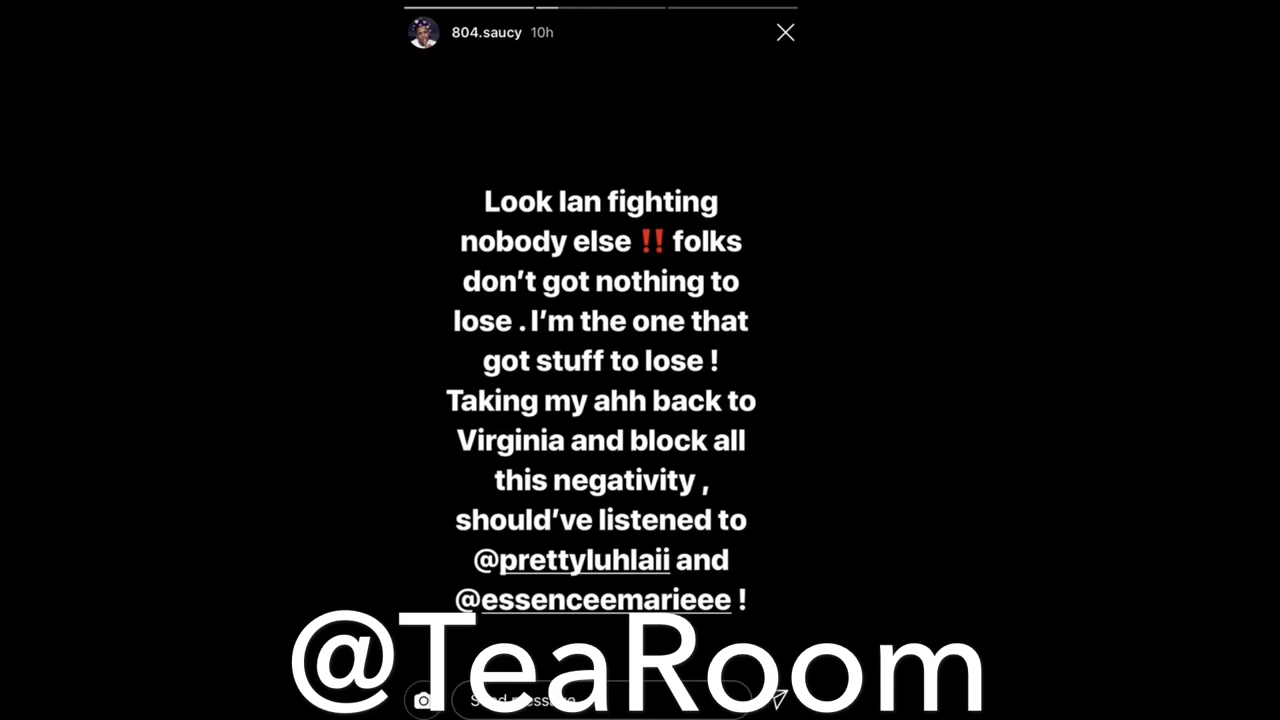 804.saucy 10h
Look Ian fighting
nobody else ‼️ folks
don’t got nothing to
lose . I’m the one that
got stuff to lose !
Taking my ahh back to
Virginia and block all
this negativity ,
should’ve listened to
@prettyluhlaii and
@essenceemarieee !
@TeaRoom
Send message